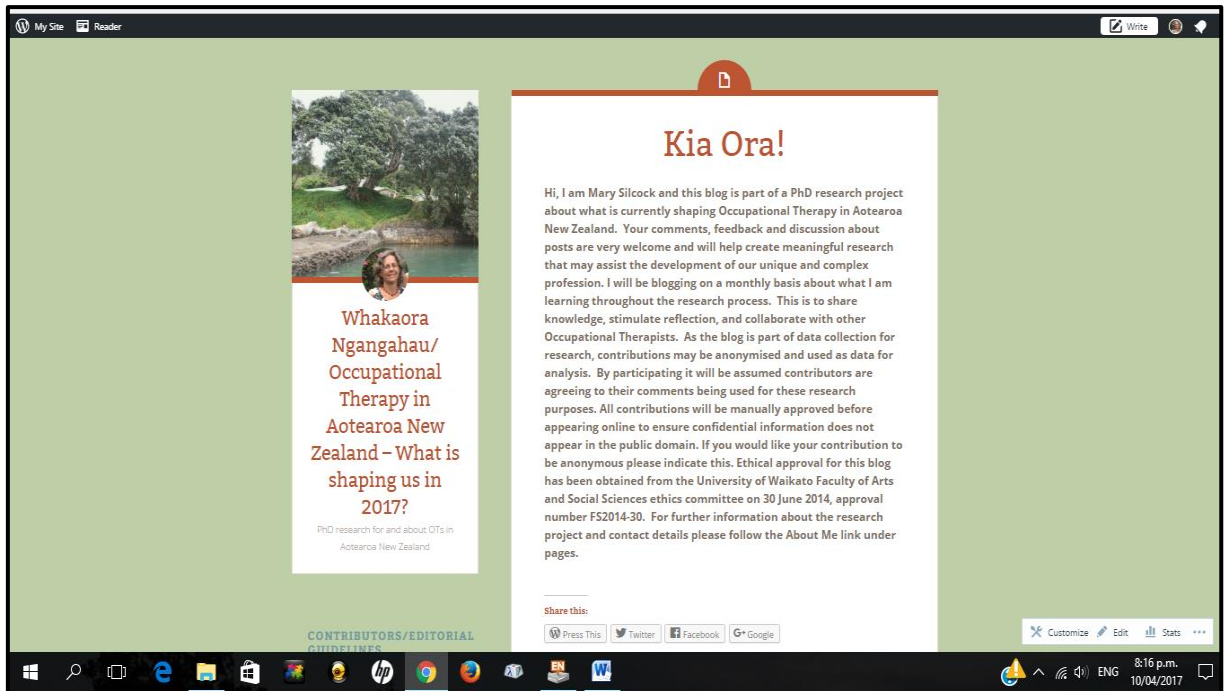 My Site Reader Write
Kia Ora!
Hi, I am Mary Silcock and this blog is part of a PhD research project
about what is currently shaping Occupational Therapy in Aotearoa
New Zealand. Your comments, feedback and discussion about
posts are very welcome and will help create meaningful research
that may assist the development of our unique and complex
profession. I will be blogging on a monthly basis about what I am
learning throughout the research process. This is to share
knowledge, stimulate reflection, and collaborate with other
Occupational Therapists. As the blog is part of data collection for
research, contributions may be anonymised and used as data for
analysis. By participating it will be assumed contributors are
agreeing to their comments being used for these research
purposes. All contributions will be manually approved before
appearing online to ensure confidential information does not
appear in the public domain. If you would like your contribution to
be anonymous please indicate this. Ethical approval for this blog
has been obtained from the University of Waikato Faculty of Arts
and Social Sciences ethics committee on 30 June 2014, approval
number FS2014-30. For further information about the research
project and contact details please follow the About Me link under
pages.
Share this:
Press This Twitter Facebook G+ Google
Whakaora
Ngangahau/
Occupational
Therapy in
Aotearoa New
Zealand – What is
shaping us in
2017?
PhD research for and about OTs in
Aotearoa New Zealand
CONTRIBUTORS/EDITORIAL
GUIDELINES
Customize Edit Stats
hp EN W ENG 8:16 p.m.
10/04/2017